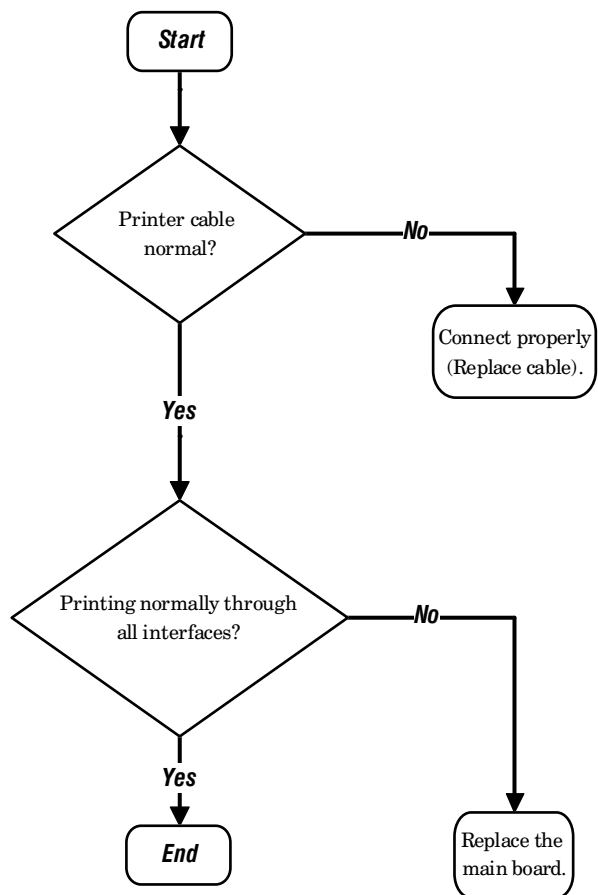 Start
Printer cable
normal?
No
Connect properly
(Replace cable).
Yes
Printing normally through
all interfaces?
No
Yes
End
Replace the
main board.